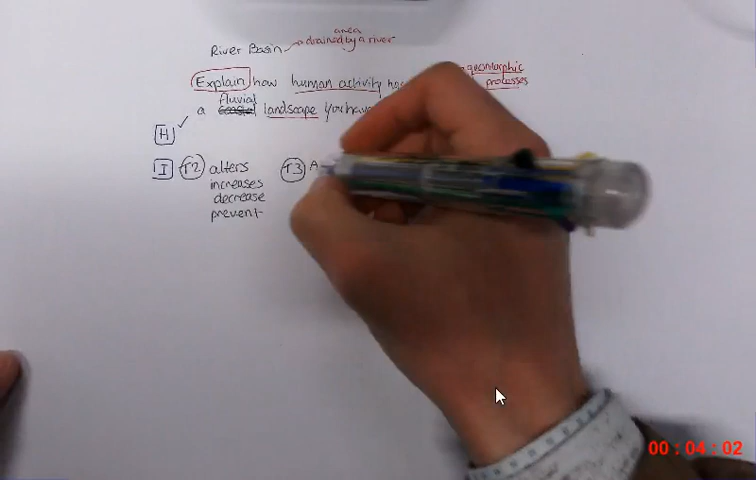 area
River Basin → drained by a river
Explain how human activity geomorphic
processes
fluvial
a coastal landscape you have
H ✓
I T2 alters T3 A
increases
decrease
prevent
00:04:02